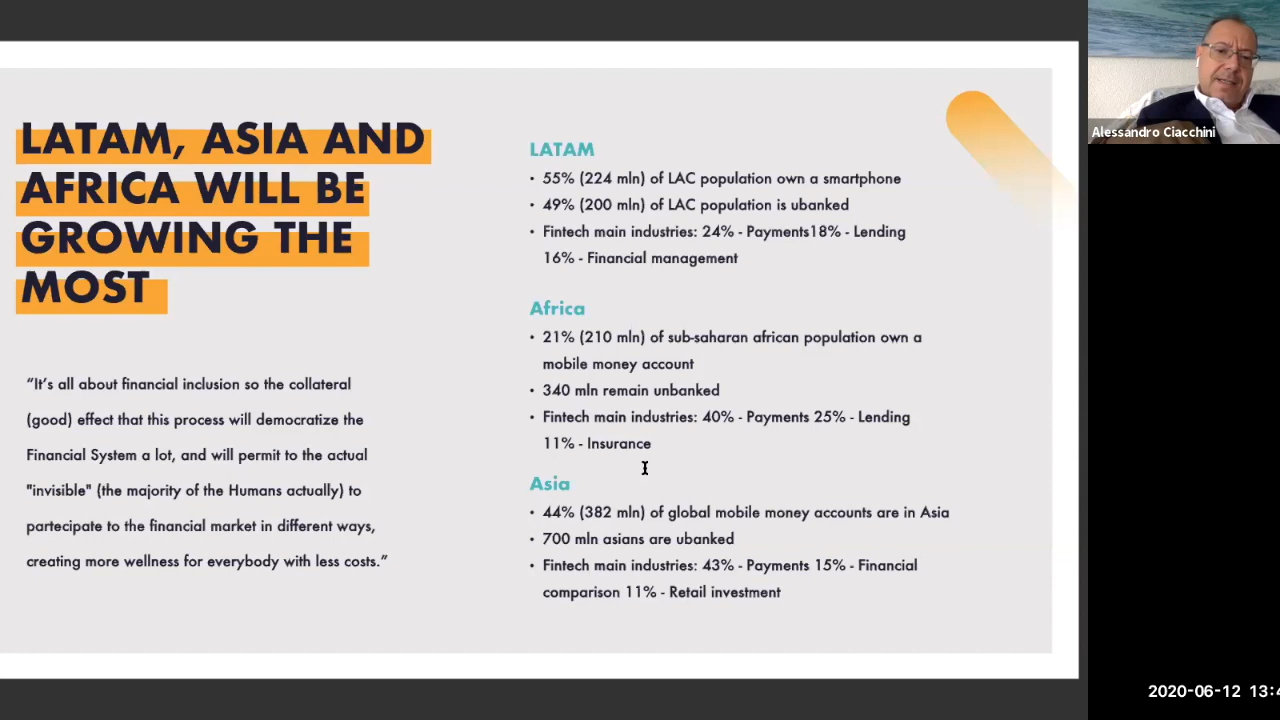 LATAM, ASIA AND
AFRICA WILL BE
GROWING THE
MOST
“It’s all about financial inclusion so the collateral
(good) effect that this process will democratize the
Financial System a lot, and will permit to the actual
"invisible" (the majority of the Humans actually) to
partecipate to the financial market in different ways,
creating more wellness for everybody with less costs.”
LATAM
• 55% (224 mln) of LAC population own a smartphone
• 49% (200 mln) of LAC population is ubanked
• Fintech main industries: 24% - Payments18% - Lending
16% - Financial management
Africa
• 21% (210 mln) of sub-saharan african population own a
mobile money account
• 340 mln remain unbanked
• Fintech main industries: 40% - Payments 25% - Lending
11% - Insurance
Asia
• 44% (382 mln) of global mobile money accounts are in Asia
• 700 mln asians are ubanked
• Fintech main industries: 43% - Payments 15% - Financial
comparison 11% - Retail investment
Alessandro Ciacchini
2020-06-12 13:4